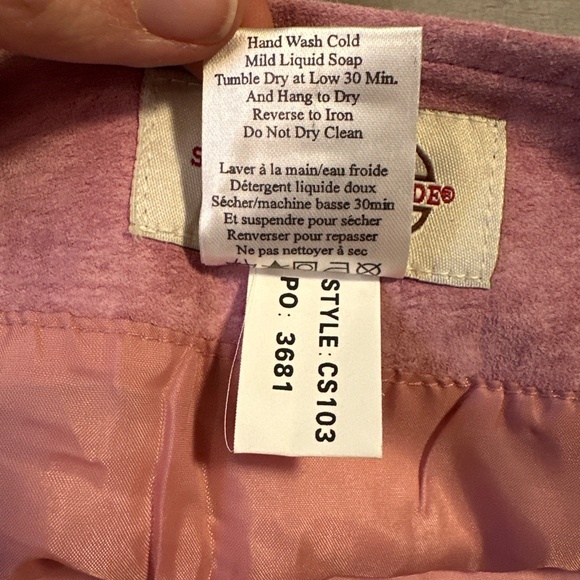 Hand Wash Cold
Mild Liquid Soap
Tumble Dry at Low 30 Min.
And Hang to Dry
Reverse to Iron
Do Not Dry Clean
Laver à la main/eau froide
Détergent liquide doux
Sécher/machine basse 30min
Et suspendre pour sécher
Renverser pour repasser
Ne pas nettoyer à sec
STYLE: CS103
PO: 3681